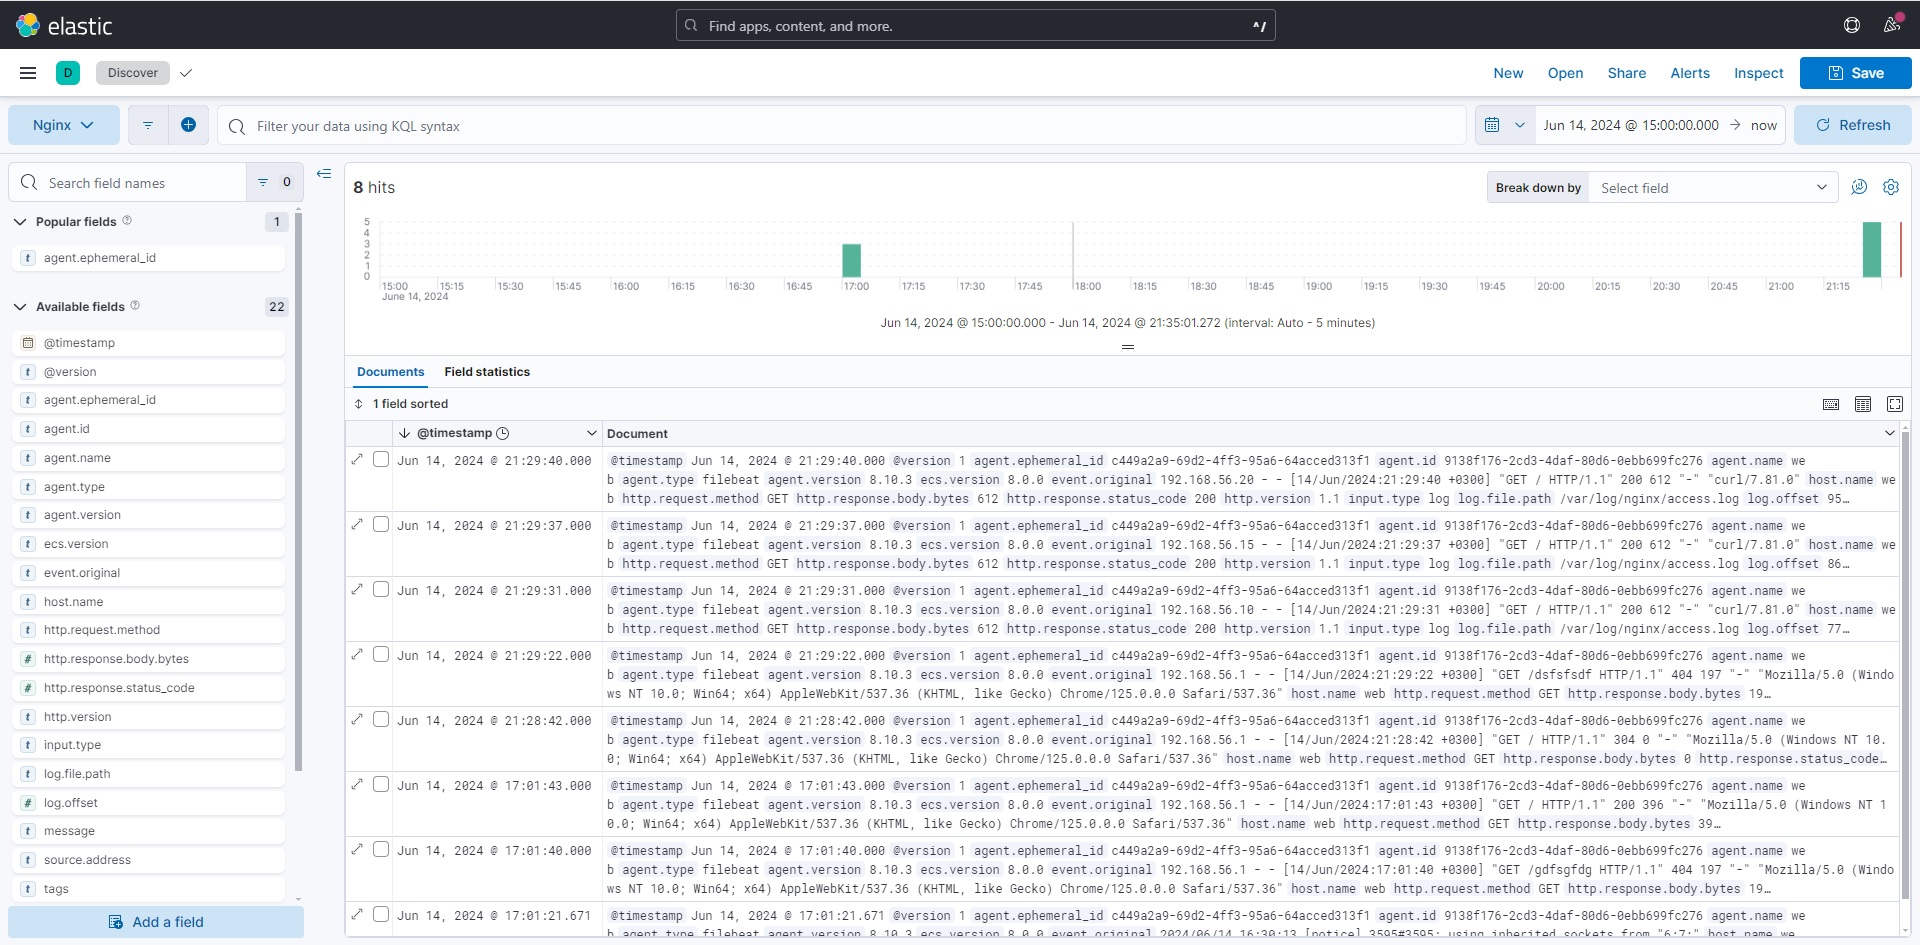 elastic
Find apps, content, and more.
^/
D
Discover
New
Open
Share
Alerts
Inspect
Save
Nginx
Filter your data using KQL syntax
Jun 14, 2024 @ 15:00:00.000 → now
Refresh
Search field names
0
Popular fields
1
agent.ephemeral_id
Available fields
22
@timestamp
@version
agent.ephemeral_id
agent.id
agent.name
agent.type
agent.version
ecs.version
event.original
host.name
http.request.method
http.response.body.bytes
http.response.status_code
http.version
input.type
log.file.path
log.offset
message
source.address
tags
Add a field
8 hits
Break down by
Select field
5
4
3
2
1
0
15:00 15:15 15:30 15:45 16:00 16:15 16:30 16:45 17:00 17:15 17:30 17:45 18:00 18:15 18:30 18:45 19:00 19:15 19:30 19:45 20:00 20:15 20:30 20:45 21:00 21:15
June 14, 2024
Jun 14, 2024 @ 15:00:00.000 - Jun 14, 2024 @ 21:35:01.272 (interval: Auto - 5 minutes)
Documents
Field statistics
1 field sorted
@timestamp
Document
Jun 14, 2024 @ 21:29:40.000
@timestamp Jun 14, 2024 @ 21:29:40.000 @version 1 agent.ephemeral_id c449a2a9-69d2-4ff3-95a6-64acced313f1 agent.id 9138f176-2cd3-4daf-80d6-0ebb699fc276 agent.name we
b agent.type filebeat agent.version 8.10.3 ecs.version 8.0.0 event.original 192.168.56.20 - - [14/Jun/2024:21:29:40 +0300] "GET / HTTP/1.1" 200 612 "-" "curl/7.81.0" host.name we
b http.request.method GET http.response.body.bytes 612 http.response.status_code 200 http.version 1.1 input.type log log.file.path /var/log/nginx/access.log log.offset 95…
Jun 14, 2024 @ 21:29:37.000
@timestamp Jun 14, 2024 @ 21:29:37.000 @version 1 agent.ephemeral_id c449a2a9-69d2-4ff3-95a6-64acced313f1 agent.id 9138f176-2cd3-4daf-80d6-0ebb699fc276 agent.name we
b agent.type filebeat agent.version 8.10.3 ecs.version 8.0.0 event.original 192.168.56.15 - - [14/Jun/2024:21:29:37 +0300] "GET / HTTP/1.1" 200 612 "-" "curl/7.81.0" host.name we
b http.request.method GET http.response.body.bytes 612 http.response.status_code 200 http.version 1.1 input.type log log.file.path /var/log/nginx/access.log log.offset 86…
Jun 14, 2024 @ 21:29:31.000
@timestamp Jun 14, 2024 @ 21:29:31.000 @version 1 agent.ephemeral_id c449a2a9-69d2-4ff3-95a6-64acced313f1 agent.id 9138f176-2cd3-4daf-80d6-0ebb699fc276 agent.name we
b agent.type filebeat agent.version 8.10.3 ecs.version 8.0.0 event.original 192.168.56.10 - - [14/Jun/2024:21:29:31 +0300] "GET / HTTP/1.1" 200 612 "-" "curl/7.81.0" host.name we
b http.request.method GET http.response.body.bytes 612 http.response.status_code 200 http.version 1.1 input.type log log.file.path /var/log/nginx/access.log log.offset 77…
Jun 14, 2024 @ 21:29:22.000
@timestamp Jun 14, 2024 @ 21:29:22.000 @version 1 agent.ephemeral_id c449a2a9-69d2-4ff3-95a6-64acced313f1 agent.id 9138f176-2cd3-4daf-80d6-0ebb699fc276 agent.name we
b agent.type filebeat agent.version 8.10.3 ecs.version 8.0.0 event.original 192.168.56.1 - - [14/Jun/2024:21:29:22 +0300] "GET /dsfsfsdf HTTP/1.1" 404 197 "-" "Mozilla/5.0 (Windo
ws NT 10.0; Win64; x64) AppleWebKit/537.36 (KHTML, like Gecko) Chrome/125.0.0.0 Safari/537.36" host.name web http.request.method GET http.response.body.bytes 19…
Jun 14, 2024 @ 21:28:42.000
@timestamp Jun 14, 2024 @ 21:28:42.000 @version 1 agent.ephemeral_id c449a2a9-69d2-4ff3-95a6-64acced313f1 agent.id 9138f176-2cd3-4daf-80d6-0ebb699fc276 agent.name we
b agent.type filebeat agent.version 8.10.3 ecs.version 8.0.0 event.original 192.168.56.1 - - [14/Jun/2024:21:28:42 +0300] "GET / HTTP/1.1" 304 0 "-" "Mozilla/5.0 (Windows NT 10.
0; Win64; x64) AppleWebKit/537.36 (KHTML, like Gecko) Chrome/125.0.0.0 Safari/537.36" host.name web http.request.method GET http.response.body.bytes 0 http.response.status_code…
Jun 14, 2024 @ 17:01:43.000
@timestamp Jun 14, 2024 @ 17:01:43.000 @version 1 agent.ephemeral_id c449a2a9-69d2-4ff3-95a6-64acced313f1 agent.id 9138f176-2cd3-4daf-80d6-0ebb699fc276 agent.name we
b agent.type filebeat agent.version 8.10.3 ecs.version 8.0.0 event.original 192.168.56.1 - - [14/Jun/2024:17:01:43 +0300] "GET / HTTP/1.1" 200 396 "-" "Mozilla/5.0 (Windows NT 1
0.0; Win64; x64) AppleWebKit/537.36 (KHTML, like Gecko) Chrome/125.0.0.0 Safari/537.36" host.name web http.request.method GET http.response.body.bytes 39…
Jun 14, 2024 @ 17:01:40.000
@timestamp Jun 14, 2024 @ 17:01:40.000 @version 1 agent.ephemeral_id c449a2a9-69d2-4ff3-95a6-64acced313f1 agent.id 9138f176-2cd3-4daf-80d6-0ebb699fc276 agent.name we
b agent.type filebeat agent.version 8.10.3 ecs.version 8.0.0 event.original 192.168.56.1 - - [14/Jun/2024:17:01:40 +0300] "GET /gdfsgfdg HTTP/1.1" 404 197 "-" "Mozilla/5.0 (Windo
ws NT 10.0; Win64; x64) AppleWebKit/537.36 (KHTML, like Gecko) Chrome/125.0.0.0 Safari/537.36" host.name web http.request.method GET http.response.body.bytes 19…
Jun 14, 2024 @ 17:01:21.671
@timestamp Jun 14, 2024 @ 17:01:21.671 @version 1 agent.ephemeral_id c449a2a9-69d2-4ff3-95a6-64acced313f1 agent.id 9138f176-2cd3-4daf-80d6-0ebb699fc276 agent.name we
b agent.type filebeat agent.version 8.10.3 ecs.version 8.0.0 event.original 2024/06/14 16:30:13 [notice] 3595#3595: using inherited sockets from "6;7;" host.name we